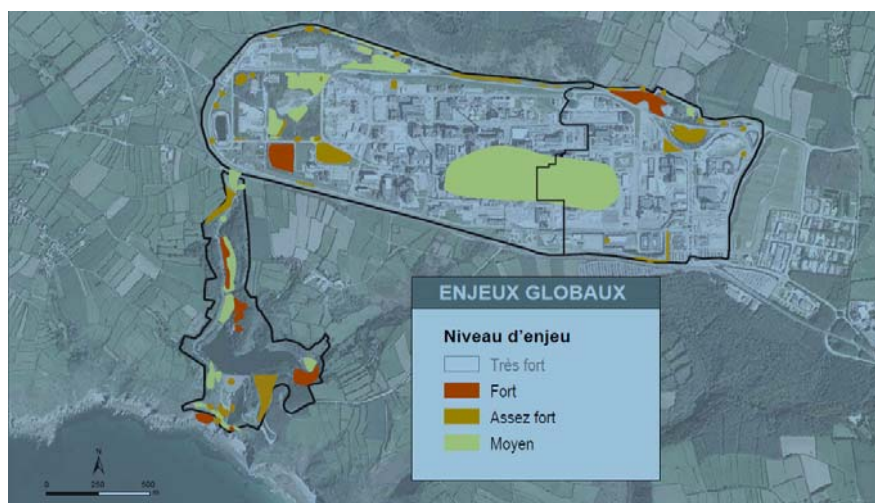 ENJEUX GLOBAUX
Niveau d'enjeu
Très fort
Fort
Assez fort
Moyen
N
0 250 500
m